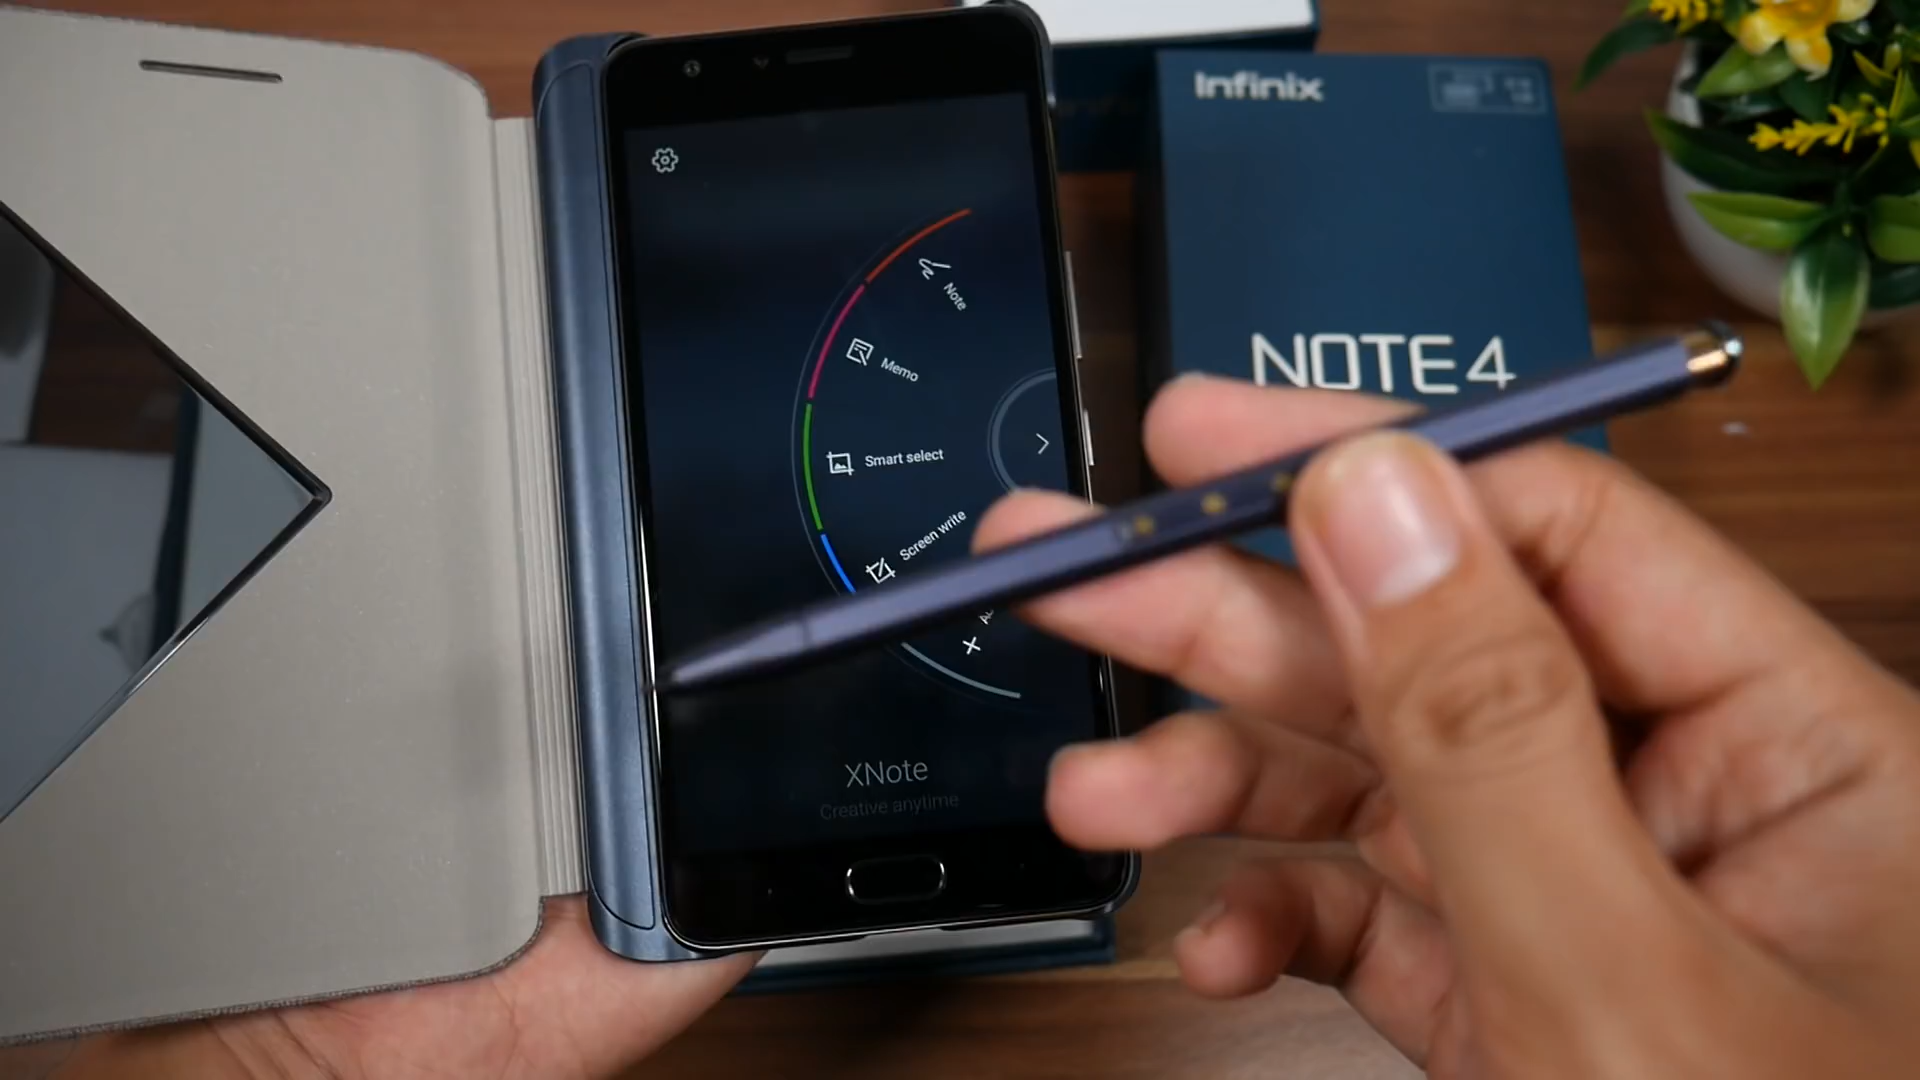 Infinix
NOTE 4
Note
Memo
Smart select
Screen write
XNote
Creative anytime